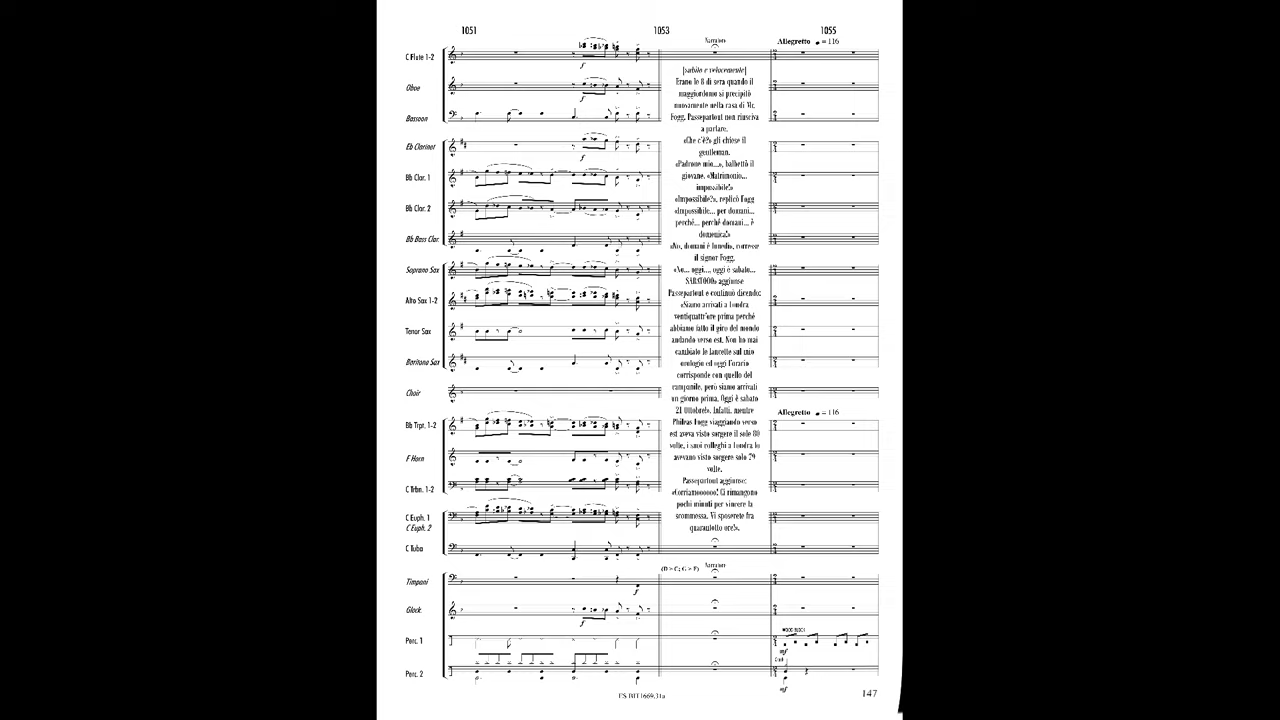 1051 1053 1055
Narratore
Allegretto ♩ = 116
C Flute 1-2
f
[subito e velocemente]
Erano le 8 di sera quando il
Oboe
maggiordomo si precipitò
f
nuovamente nella casa di Mr.
Bassoon
Fogg. Passepartout non riusciva
a parlare.
«Che c'è?» gli chiese il
Eb Clarinet
gentleman.
f
«Padrone mio...», balbettò il
Bb Clar. 1
giovane. «Matrimonio...
impossibile!»
«Impossibile?», replicò Fogg
Bb Clar. 2
«Impossibile... per domani...
perché... perché domani... è
domenica!»
Bb Bass Clar.
«No, domani è lunedì», corresse
il signor Fogg.
Soprano Sax
«No... oggi..., oggi è sabato...
SABATOOO» aggiunse
Passepartout e continuò dicendo:
Alto Sax 1-2
«Siamo arrivati a Londra
ventiquattr'ore prima perché
abbiamo fatto il giro del mondo
Tenor Sax
andando verso est. Non ho mai
cambiato le lancette sul mio
Baritone Sax
orologio ed oggi l'orario
corrisponde con quello del
campanile, però siamo arrivati
Choir
un giorno prima. Oggi è sabato
21 Ottobre!». Infatti, mentre
Allegretto ♩ = 116
Phileas Fogg viaggiando verso
Bb Trpt. 1-2
est aveva visto sorgere il sole 80
volte, i suoi colleghi a Londra lo
F Horn
avevano visto sorgere solo 79
volte.
Passepartout aggiunse:
C Trbn. 1-2
«Corriamoooooo! Ci rimangono
pochi minuti per vincere la
C Euph. 1
scommessa. Vi sposerete fra
C Euph. 2
quarantotto ore!».
C Tuba
(D > C; G > F)
Narratore
Timpani
f
Glock.
f
WOOD BLOCK
Perc. 1
mf
Perc. 2
mf
147